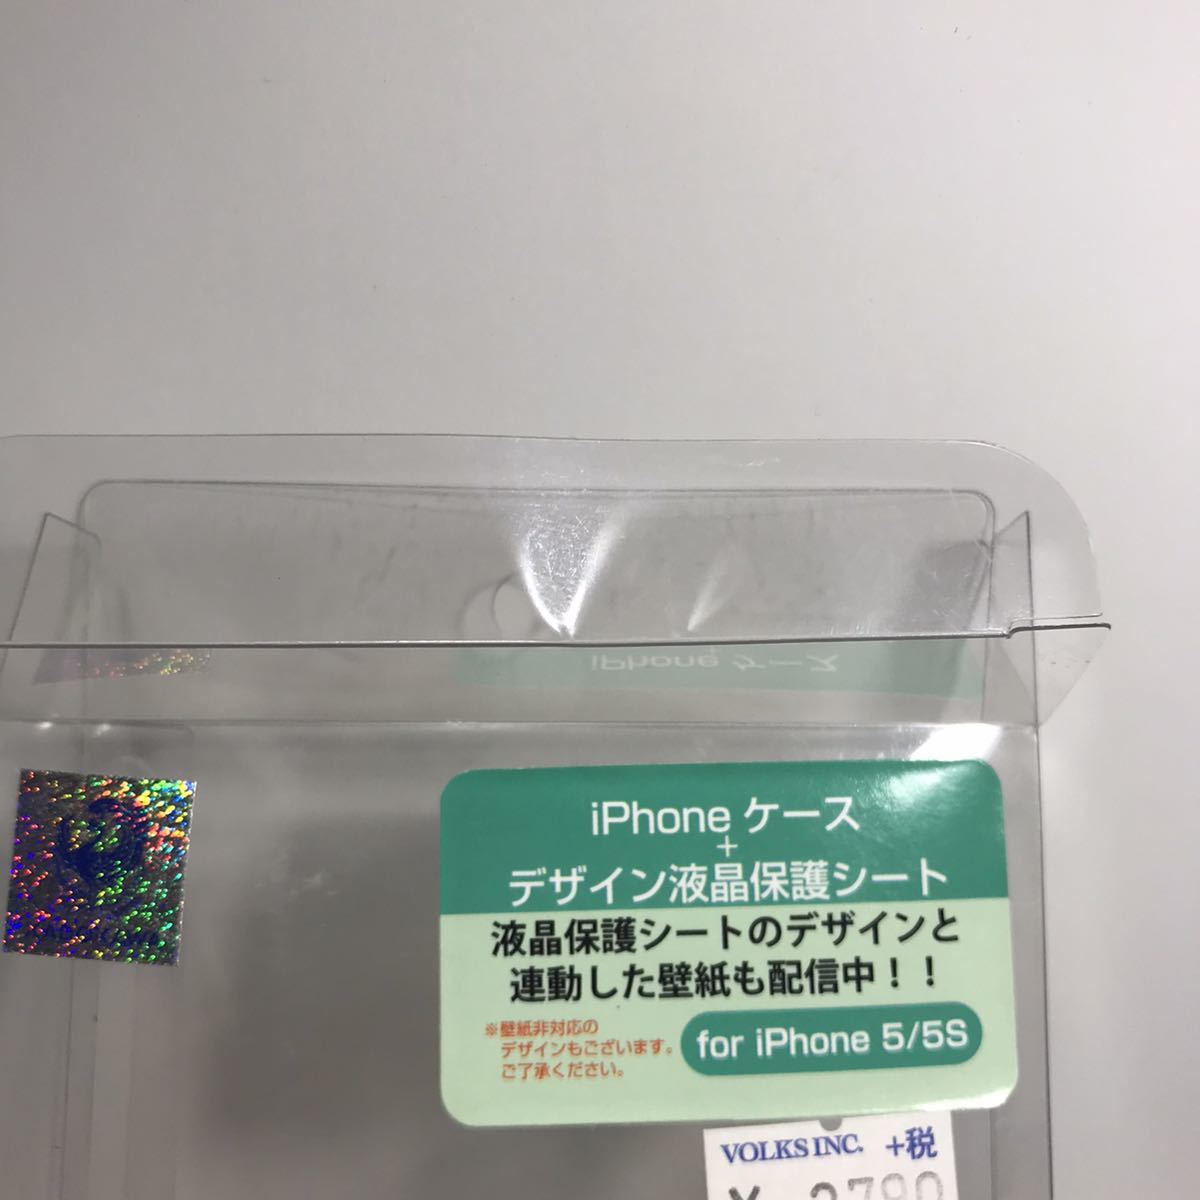 iPhone ケース
+
デザイン液晶保護シート
液晶保護シートのデザインと
連動した壁紙も配信中！！
※壁紙非対応の
デザインもございます。
ご了承ください。
for iPhone 5/5S
VOLKS INC. +税